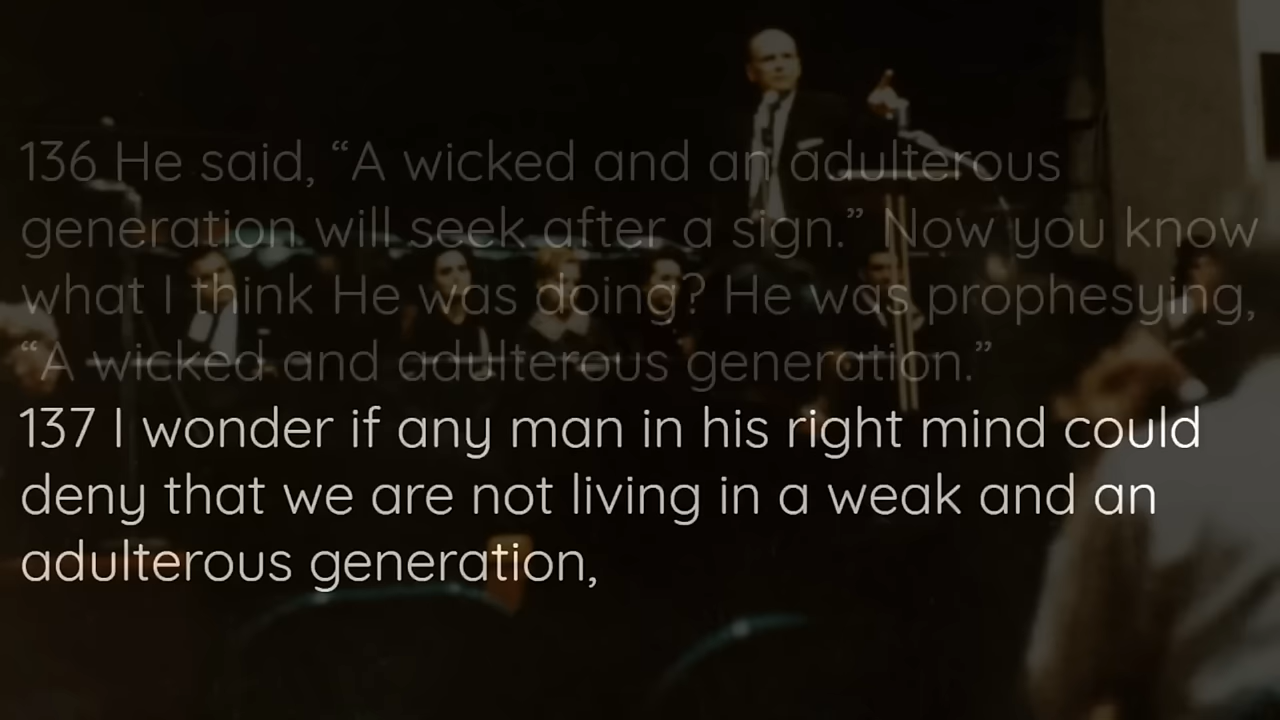 136 He said, “A wicked and an adulterous
generation will seek after a sign.” Now you know
what I think He was doing? He was prophesying,
“A wicked and adulterous generation.”
137 I wonder if any man in his right mind could
deny that we are not living in a weak and an
adulterous generation,